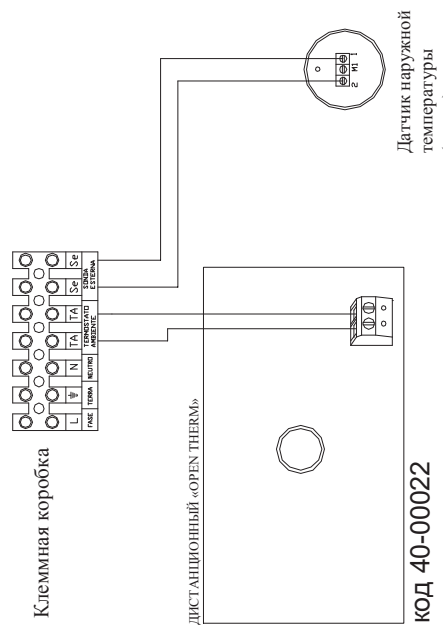 Клеммная коробка
L
⏚
N
TA
TA
Se
Se
FASE
TERRA
NEUTRO
TERMOSTATO
AMBIENTE
SONDA
ESTERNA
ДИСТАНЦИОННЫЙ «OPEN THERM»
код 40-00022
2
M1
1
Датчик наружной
температуры